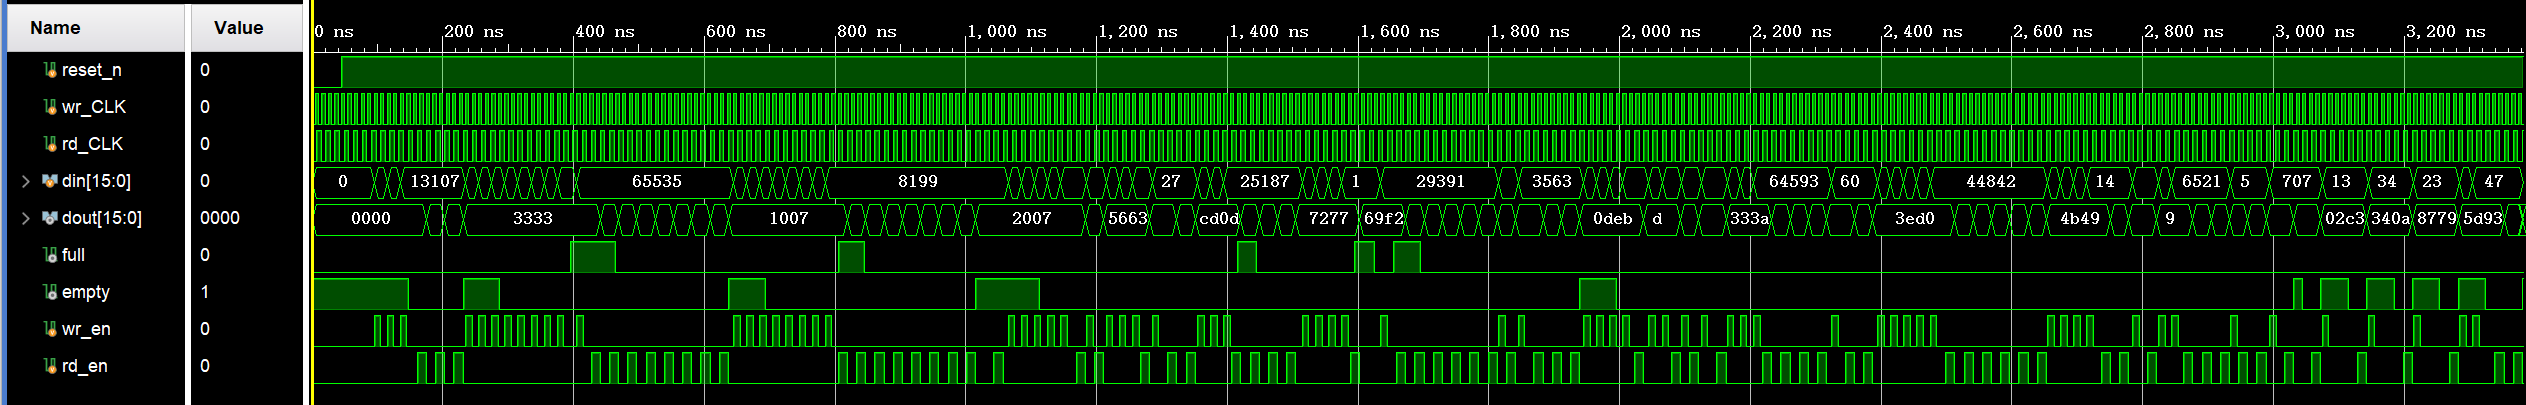 Name Value 0 ns 200 ns 400 ns 600 ns 800 ns 1,000 ns 1,200 ns 1,400 ns 1,600 ns 1,800 ns 2,000 ns 2,200 ns 2,400 ns 2,600 ns 2,800 ns 3,000 ns 3,200 ns
reset_n 0
wr_CLK 0
rd_CLK 0
din[15:0] 0 0 13107 65535 8199 27 25187 1 29391 3563 64593 60 44842 14 6521 5 707 13 34 23 47
dout[15:0] 0000 0000 3333 1007 2007 5663 cd0d 7277 69f2 0deb d 333a 3ed0 4b49 9 02c3 340a 8779 5d93
full 0
empty 1
wr_en 0
rd_en 0